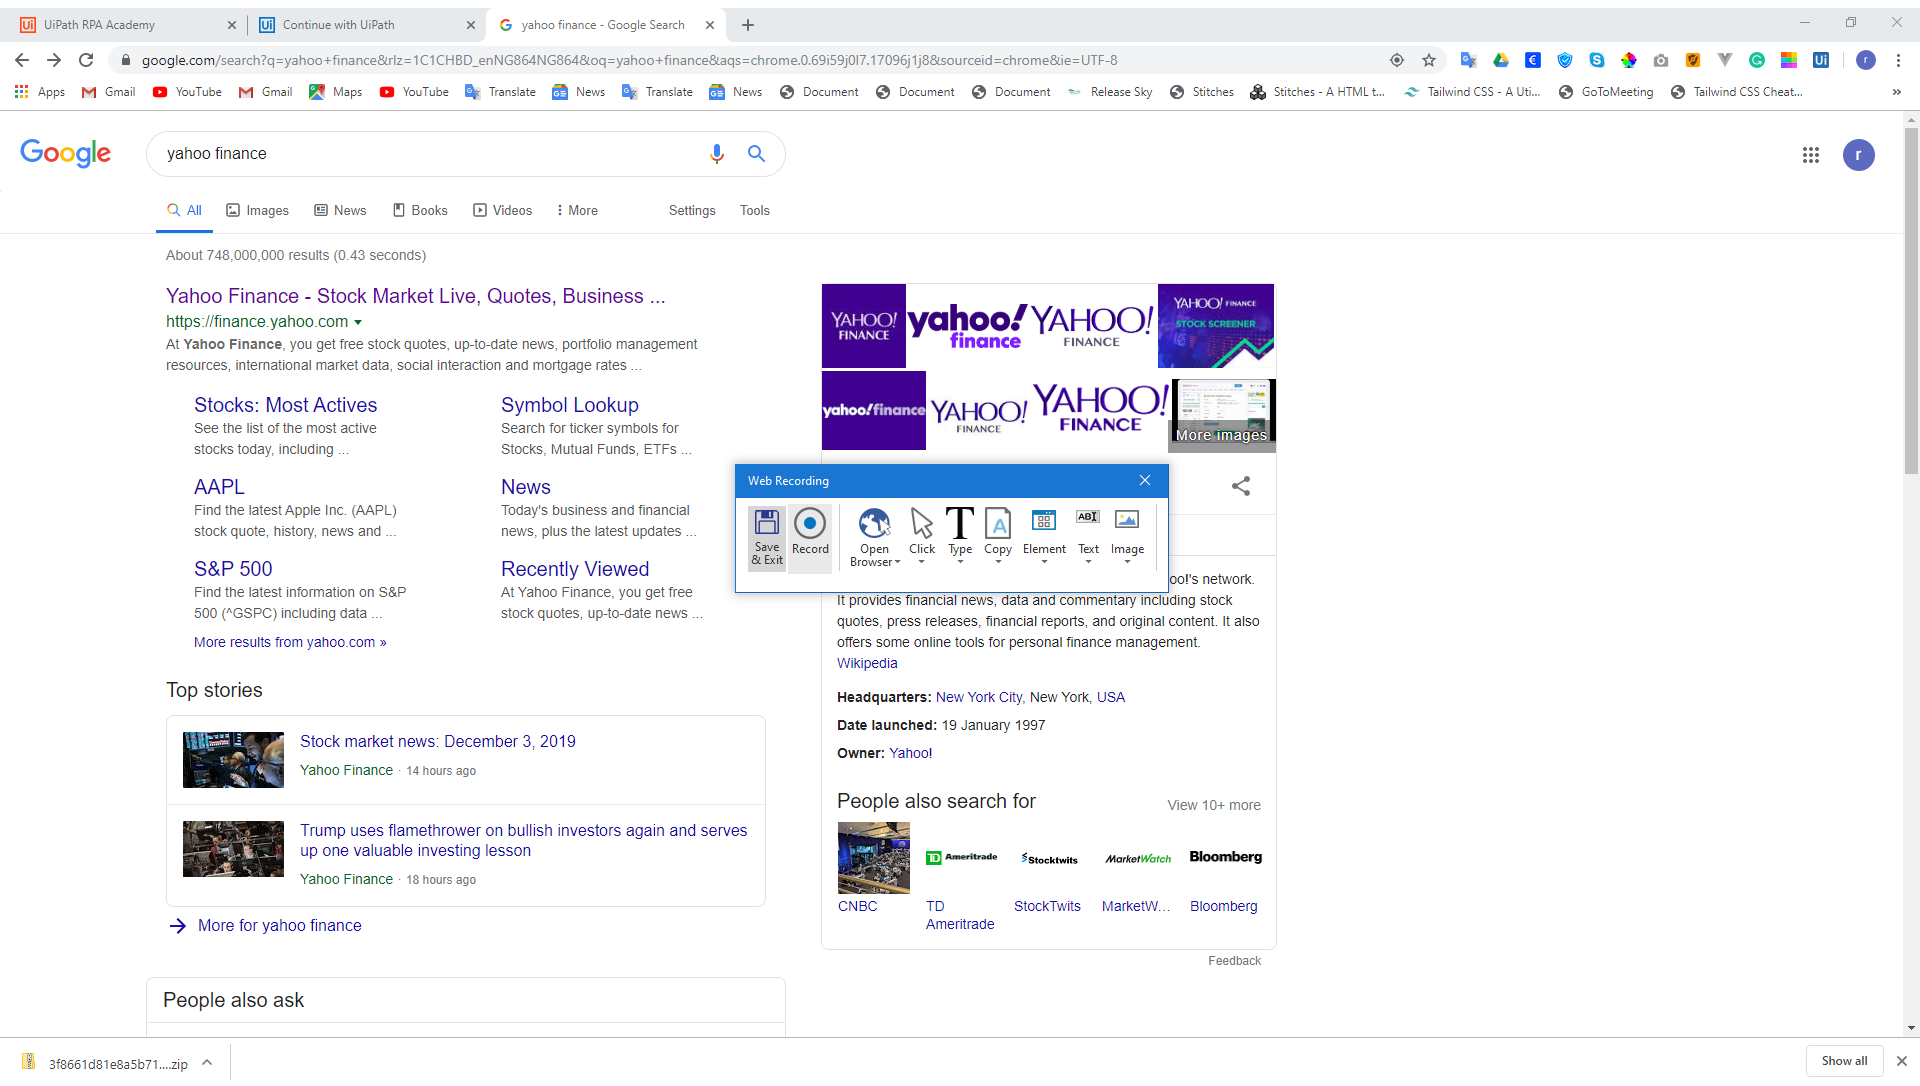 UiPath RPA Academy
Continue with UiPath
yahoo finance - Google Search
google.com/search?q=yahoo+finance&rlz=1C1CHBD_enNG864NG864&oq=yahoo+finance&aqs=chrome.0.69i59j0l7.17096j1j8&sourceid=chrome&ie=UTF-8
Apps Gmail YouTube Gmail Maps YouTube Translate News Translate News Document Document Document Release Sky Stitches Stitches - A HTML t... Tailwind CSS - A Uti... GoToMeeting Tailwind CSS Cheat... »
Google
yahoo finance
r
All Images News Books Videos More Settings Tools
About 748,000,000 results (0.43 seconds)
Yahoo Finance - Stock Market Live, Quotes, Business ...
https://finance.yahoo.com
At Yahoo Finance, you get free stock quotes, up-to-date news, portfolio management
resources, international market data, social interaction and mortgage rates ...
Stocks: Most Actives
See the list of the most active
stocks today, including ...
Symbol Lookup
Search for ticker symbols for
Stocks, Mutual Funds, ETFs ...
AAPL
Find the latest Apple Inc. (AAPL)
stock quote, history, news and ...
News
Today's business and financial
news, plus the latest updates ...
S&P 500
Find the latest information on S&P
500 (^GSPC) including data ...
Recently Viewed
At Yahoo Finance, you get free
stock quotes, up-to-date news ...
More results from yahoo.com »
Top stories
Stock market news: December 3, 2019
Yahoo Finance · 14 hours ago
Trump uses flamethrower on bullish investors again and serves
up one valuable investing lesson
Yahoo Finance · 18 hours ago
More for yahoo finance
People also ask
YAHOO!
FINANCE
yahoo!
finance
YAHOO!
FINANCE
YAHOO! FINANCE
STOCK SCREENER
yahoo!finance
YAHOO!
FINANCE
YAHOO!
FINANCE
More images
Web Recording
Save
& Exit
Record
Open
Browser
Click
Type
Copy
Element
Text
Image
oo!'s network.
It provides financial news, data and commentary including stock
quotes, press releases, financial reports, and original content. It also
offers some online tools for personal finance management.
Wikipedia
Headquarters: New York City, New York, USA
Date launched: 19 January 1997
Owner: Yahoo!
People also search for
View 10+ more
TD Ameritrade
Stocktwits
MarketWatch
Bloomberg
CNBC
TD
Ameritrade
StockTwits
MarketW...
Bloomberg
Feedback
3f8661d81e8a5b71....zip
Show all